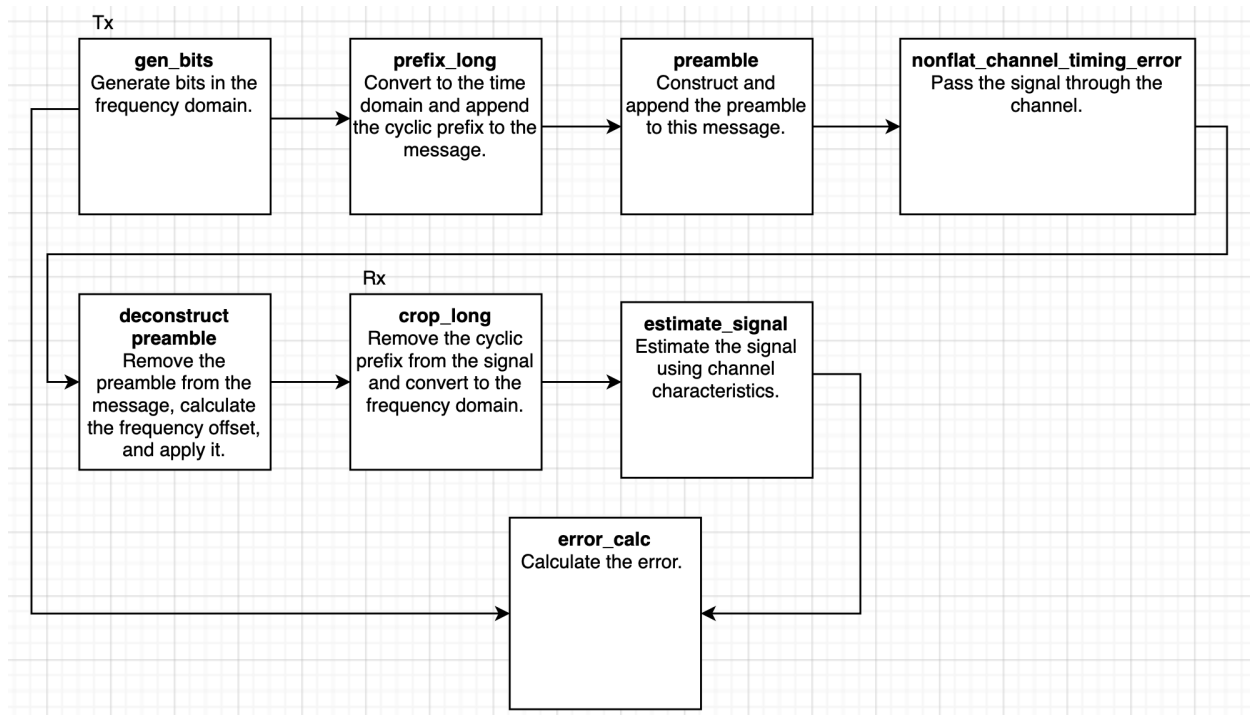 Tx
gen_bits
Generate bits in the
frequency domain.
prefix_long
Convert to the time
domain and append
the cyclic prefix to the
message.
preamble
Construct and
append the preamble
to this message.
nonflat_channel_timing_error
Pass the signal through the
channel.
deconstruct
preamble
Remove the
preamble from the
message, calculate
the frequency offset,
and apply it.
Rx
crop_long
Remove the cyclic
prefix from the signal
and convert to the
frequency domain.
estimate_signal
Estimate the signal
using channel
characteristics.
error_calc
Calculate the error.